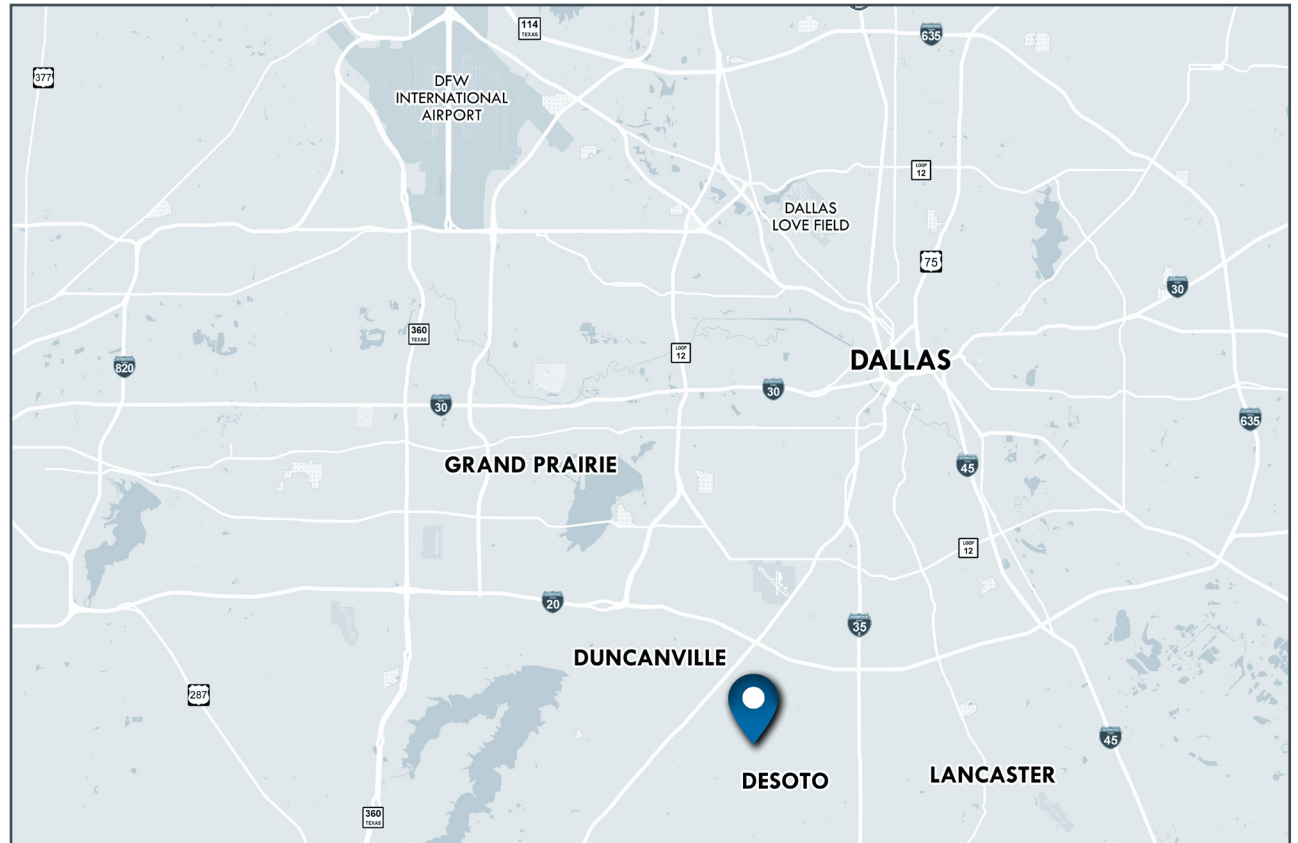 114
TEXAS
635
377
DFW
INTERNATIONAL
AIRPORT
LOOP
12
DALLAS
LOVE FIELD
75
30
360
TEXAS
LOOP
12
DALLAS
820
30
30
635
GRAND PRAIRIE
45
LOOP
12
20
35
E
DUNCANVILLE
287
45
DESOTO
LANCASTER
360
TEXAS